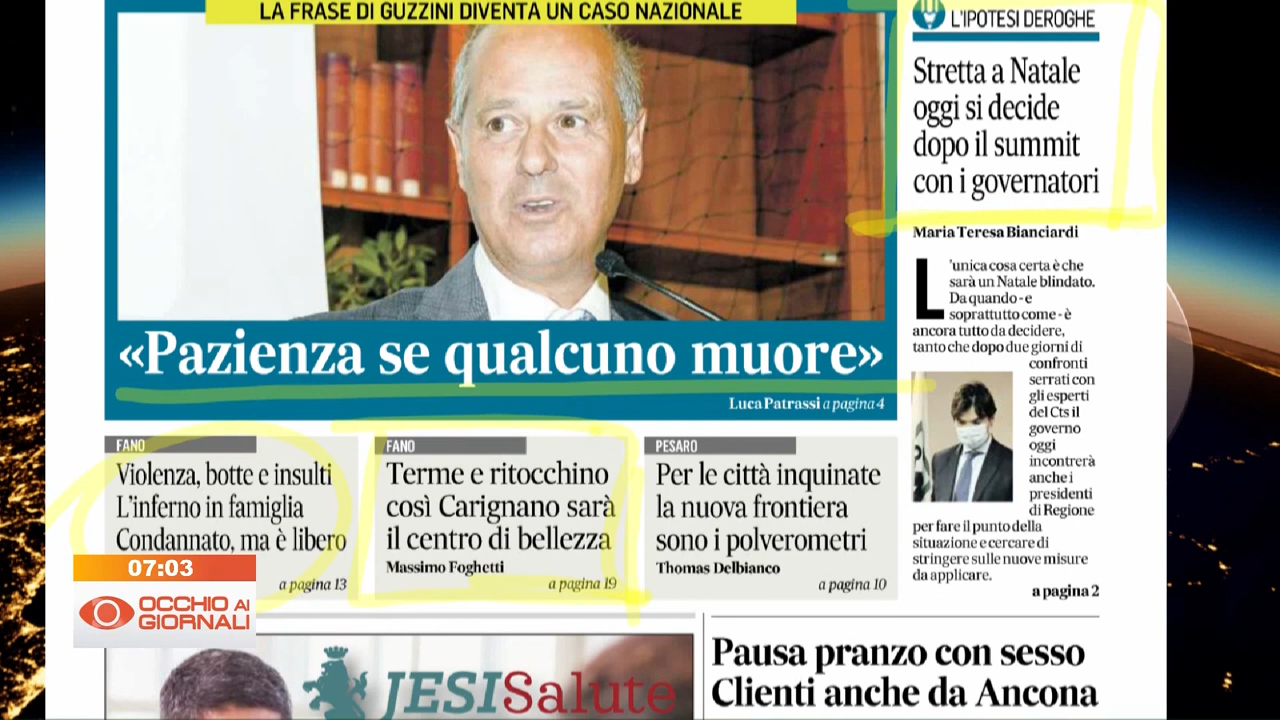 LA FRASE DI GUZZINI DIVENTA UN CASO NAZIONALE
«Pazienza se qualcuno muore»
Luca Patrassi a pagina 4
L'IPOTESI DEROGHE
Stretta a Natale
oggi si decide
dopo il summit
con i governatori
Maria Teresa Bianciardi
L'unica cosa certa è che
sarà un Natale blindato.
Da quando - e
soprattutto come - è
ancora tutto da decidere,
tanto che dopo due giorni di
confronti
serrati con
gli esperti
del Cts il
governo
oggi
incontrerà
anche i
presidenti
di Regione
per fare il punto della
situazione e cercare di
stringere sulle nuove misure
da applicare.
a pagina 2
FANO
Violenza, botte e insulti
L'inferno in famiglia
Condannato, ma è libero
a pagina 13
FANO
Terme e ritocchino
così Carignano sarà
il centro di bellezza
Massimo Foghetti
a pagina 19
PESARO
Per le città inquinate
la nuova frontiera
sono i polverometri
Thomas Delbianco
a pagina 10
07:03
OCCHIO AI
GIORNALI
JESISalute
Pausa pranzo con sesso
Clienti anche da Ancona